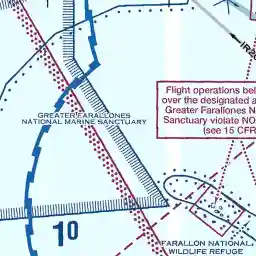 Flight operations bel
over the designated a
Greater Farallones N
Sanctuary violate NO
(see 15 CFR
GREATER FARALLONES
NATIONAL MARINE SANCTUARY
10
FARALLON NATIONAL
WILDLIFE REFUGE